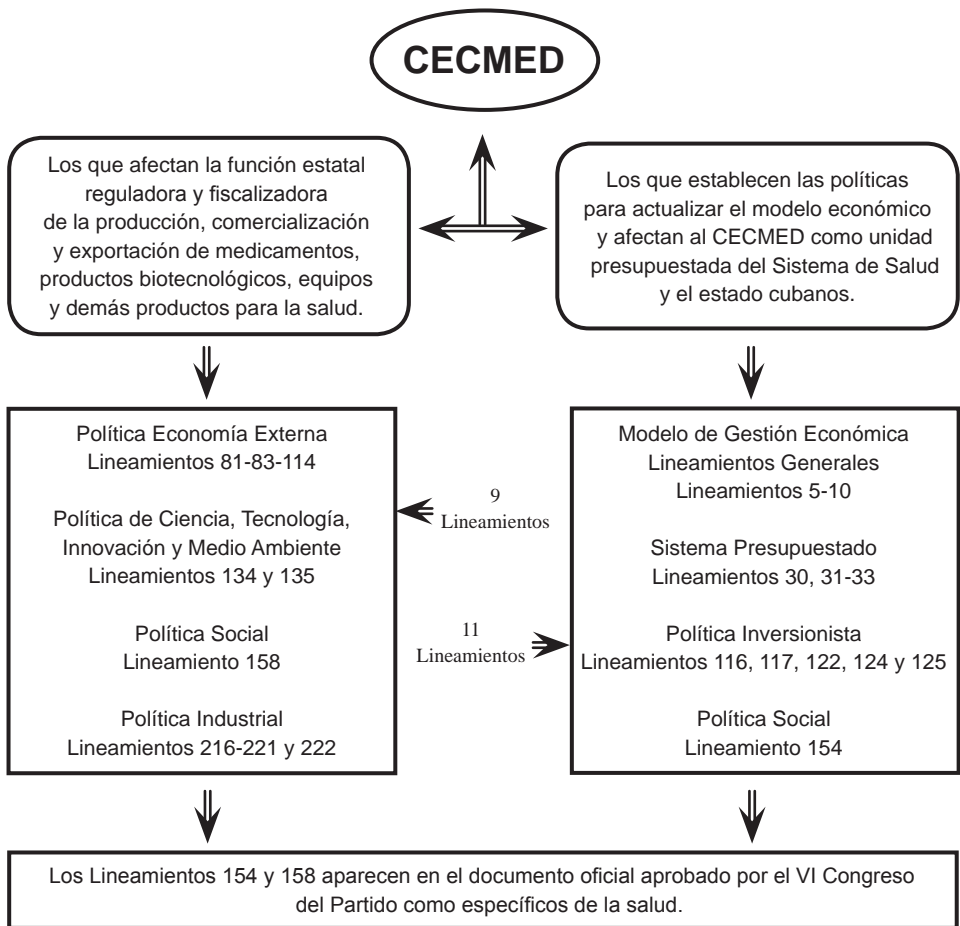 CECMED
Los que afectan la función estatal
reguladora y fiscalizadora
de la producción, comercialización
y exportación de medicamentos,
productos biotecnológicos, equipos
y demás productos para la salud.
Los que establecen las políticas
para actualizar el modelo económico
y afectan al CECMED como unidad
presupuestada del Sistema de Salud
y el estado cubanos.
Política Economía Externa
Lineamientos 81-83-114
Política de Ciencia, Tecnología,
Innovación y Medio Ambiente
Lineamientos 134 y 135
Política Social
Lineamiento 158
Política Industrial
Lineamientos 216-221 y 222
9
Lineamientos
11
Lineamientos
Modelo de Gestión Económica
Lineamientos Generales
Lineamientos 5-10
Sistema Presupuestado
Lineamientos 30, 31-33
Política Inversionista
Lineamientos 116, 117, 122, 124 y 125
Política Social
Lineamiento 154
Los Lineamientos 154 y 158 aparecen en el documento oficial aprobado por el VI Congreso
del Partido como específicos de la salud.